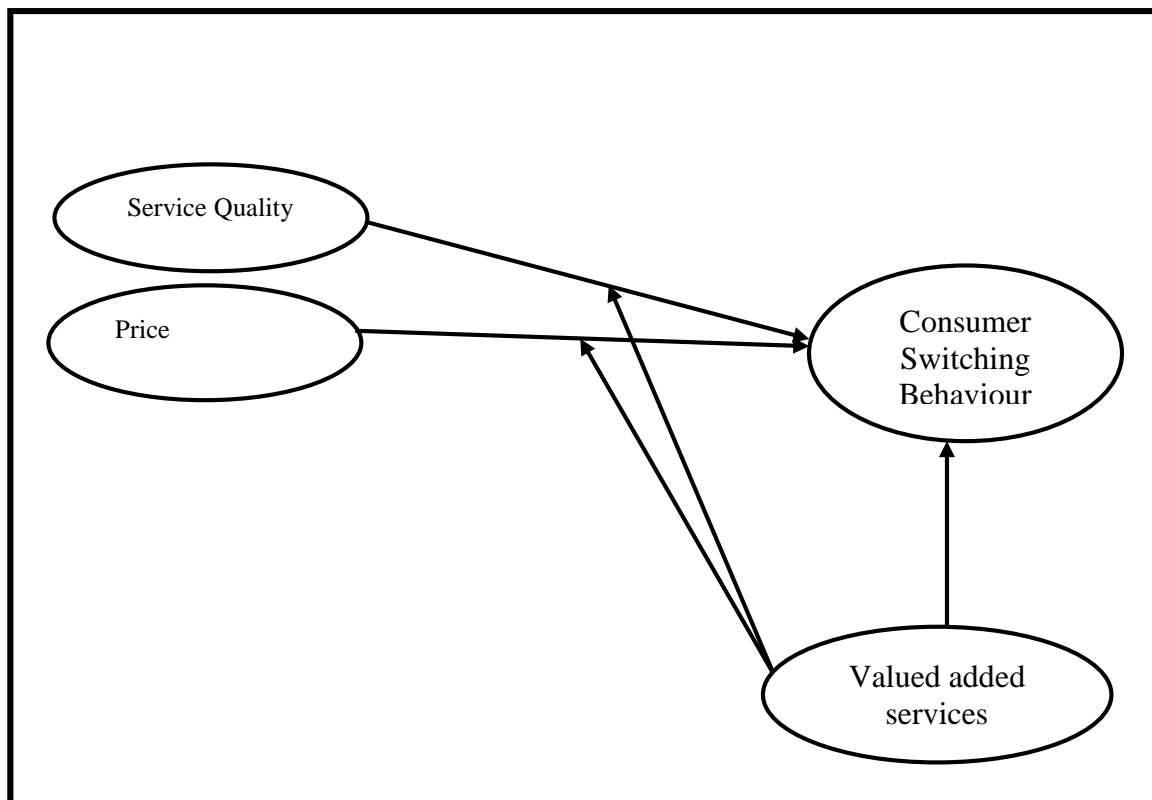 Service Quality
Price
Consumer
Switching
Behaviour
Valued added
services